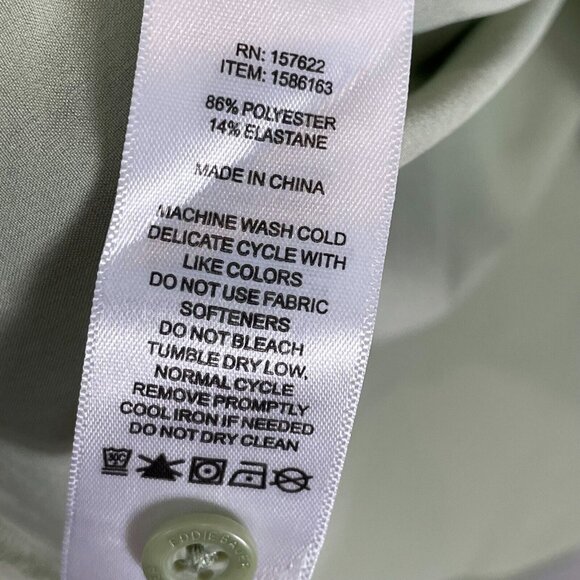 RN: 157622
ITEM: 1586163
86% POLYESTER
14% ELASTANE
MADE IN CHINA
MACHINE WASH COLD
DELICATE CYCLE WITH
LIKE COLORS
DO NOT USE FABRIC
SOFTENERS
DO NOT BLEACH
TUMBLE DRY LOW,
NORMAL CYCLE
REMOVE PROMPTLY
COOL IRON IF NEEDED
DO NOT DRY CLEAN
EDDIE BAUER